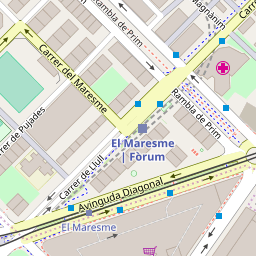 Rambla de Prim
Magnànim
Carrer del Maresme
Carrer de Pujades
Rambla de Prim
El Maresme
| Fòrum
Carrer de Llull
Avinguda Diagonal
El Maresme